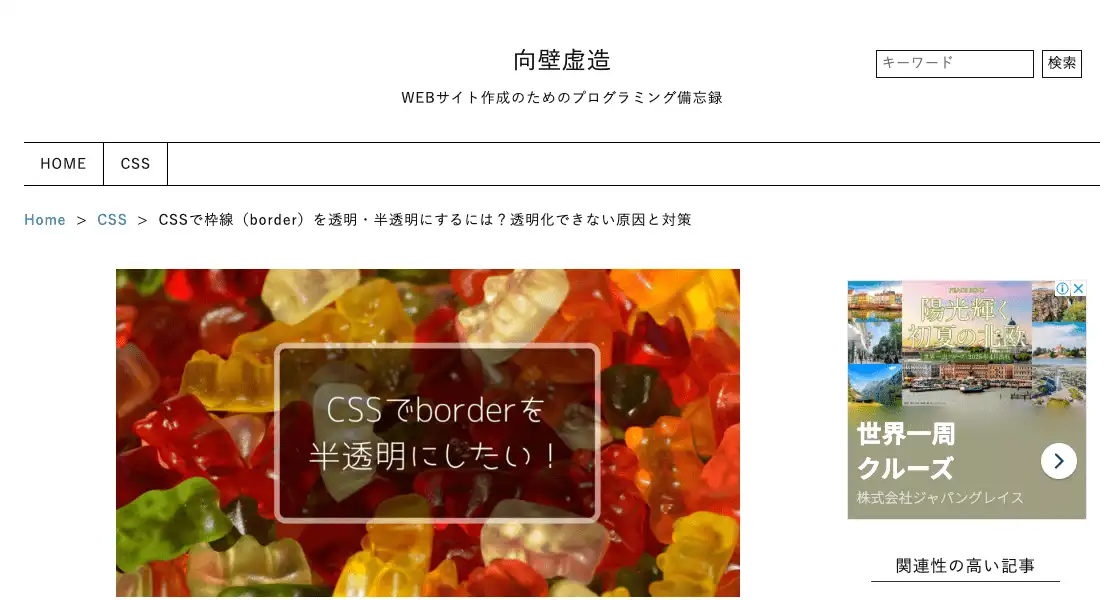 向壁虚造
WEBサイト作成のためのプログラミング備忘録
キーワード
検索
HOME
CSS
Home > CSS > CSSで枠線（border）を透明・半透明にするには？透明化できない原因と対策
CSSでborderを
半透明にしたい！
陽光輝く
初夏の北欧
世界一周
クルーズ
株式会社ジャパングレイス
関連性の高い記事